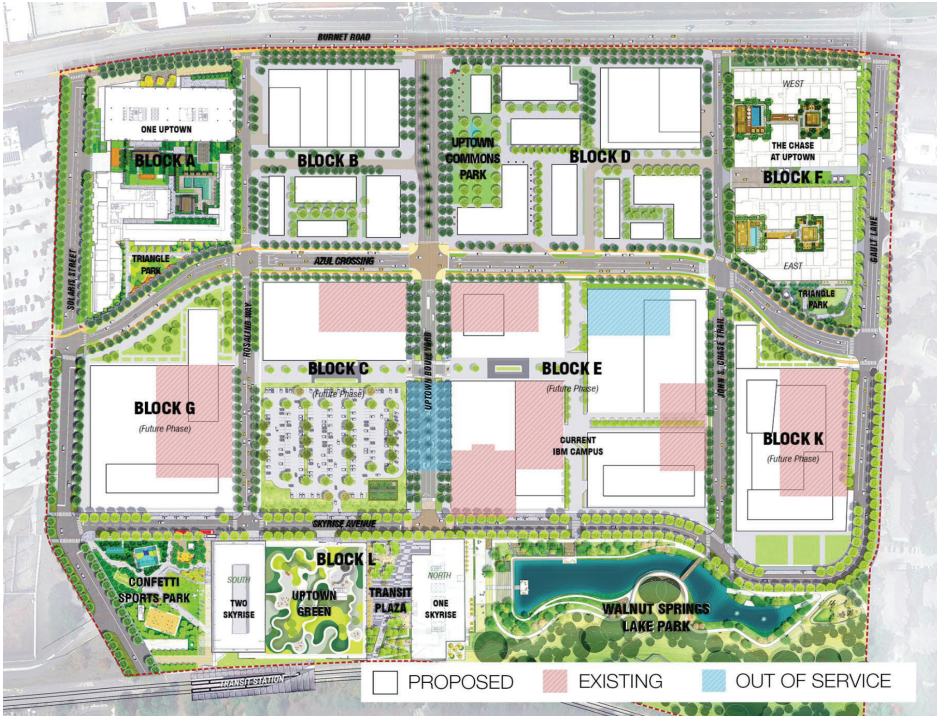 BURNET ROAD
WEST
ONE UPTOWN
THE CHASE
AT UPTOWN
UPTOWN
COMMONS
PARK
BLOCK A
BLOCK B
BLOCK D
BLOCK F
SOLARIS STREET
GAULT LANE
TRIANGLE
PARK
AZUL CROSSING
EAST
TRIANGLE
PARK
ROSALIND WAY
UPTOWN BOULEVARD
JOHN S. CHASE TRAIL
BLOCK C
(Future Phase)
BLOCK E
(Future Phase)
BLOCK G
(Future Phase)
CURRENT
IBM CAMPUS
BLOCK K
(Future Phase)
SKYRISE AVENUE
BLOCK L
CONFETTI
SPORTS PARK
SOUTH
TWO
SKYRISE
UPTOWN
GREEN
TRANSIT
PLAZA
NORTH
ONE
SKYRISE
WALNUT SPRINGS
LAKE PARK
TRANSIT STATION
PROPOSED
EXISTING
OUT OF SERVICE